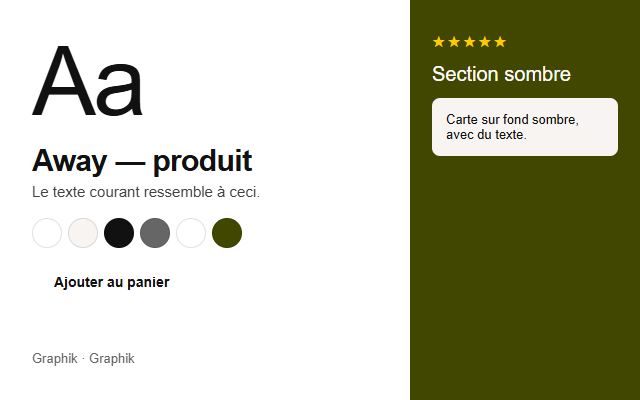 Aa
Away — produit
Le texte courant ressemble à ceci.
Ajouter au panier
Graphik · Graphik
★★★★★
Section sombre
Carte sur fond sombre,
avec du texte.